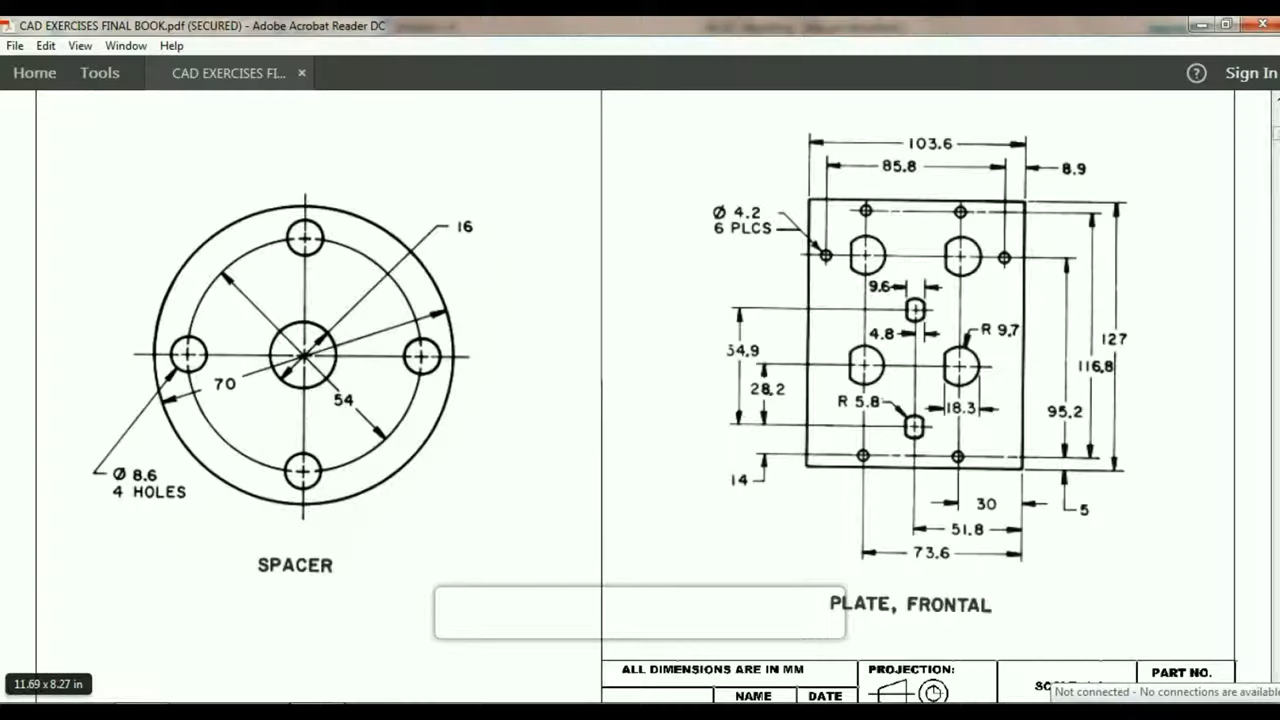 CAD EXERCISES FINAL BOOK.pdf (SECURED) - Adobe Acrobat Reader DC
File Edit View Window Help
Home Tools CAD EXERCISES FI... × ? Sign In
16
70
54
Ø 8.6
4 HOLES
SPACER
103.6
85.8
8.9
Ø 4.2
6 PLCS
9.6
4.8
R 9.7
34.9
28.2
127
116.8
R 5.8
18.3
95.2
14
30
5
51.8
73.6
PLATE, FRONTAL
ALL DIMENSIONS ARE IN MM
PROJECTION:
PART NO.
NAME DATE
11.69 x 8.27 in
Not connected - No connections are available